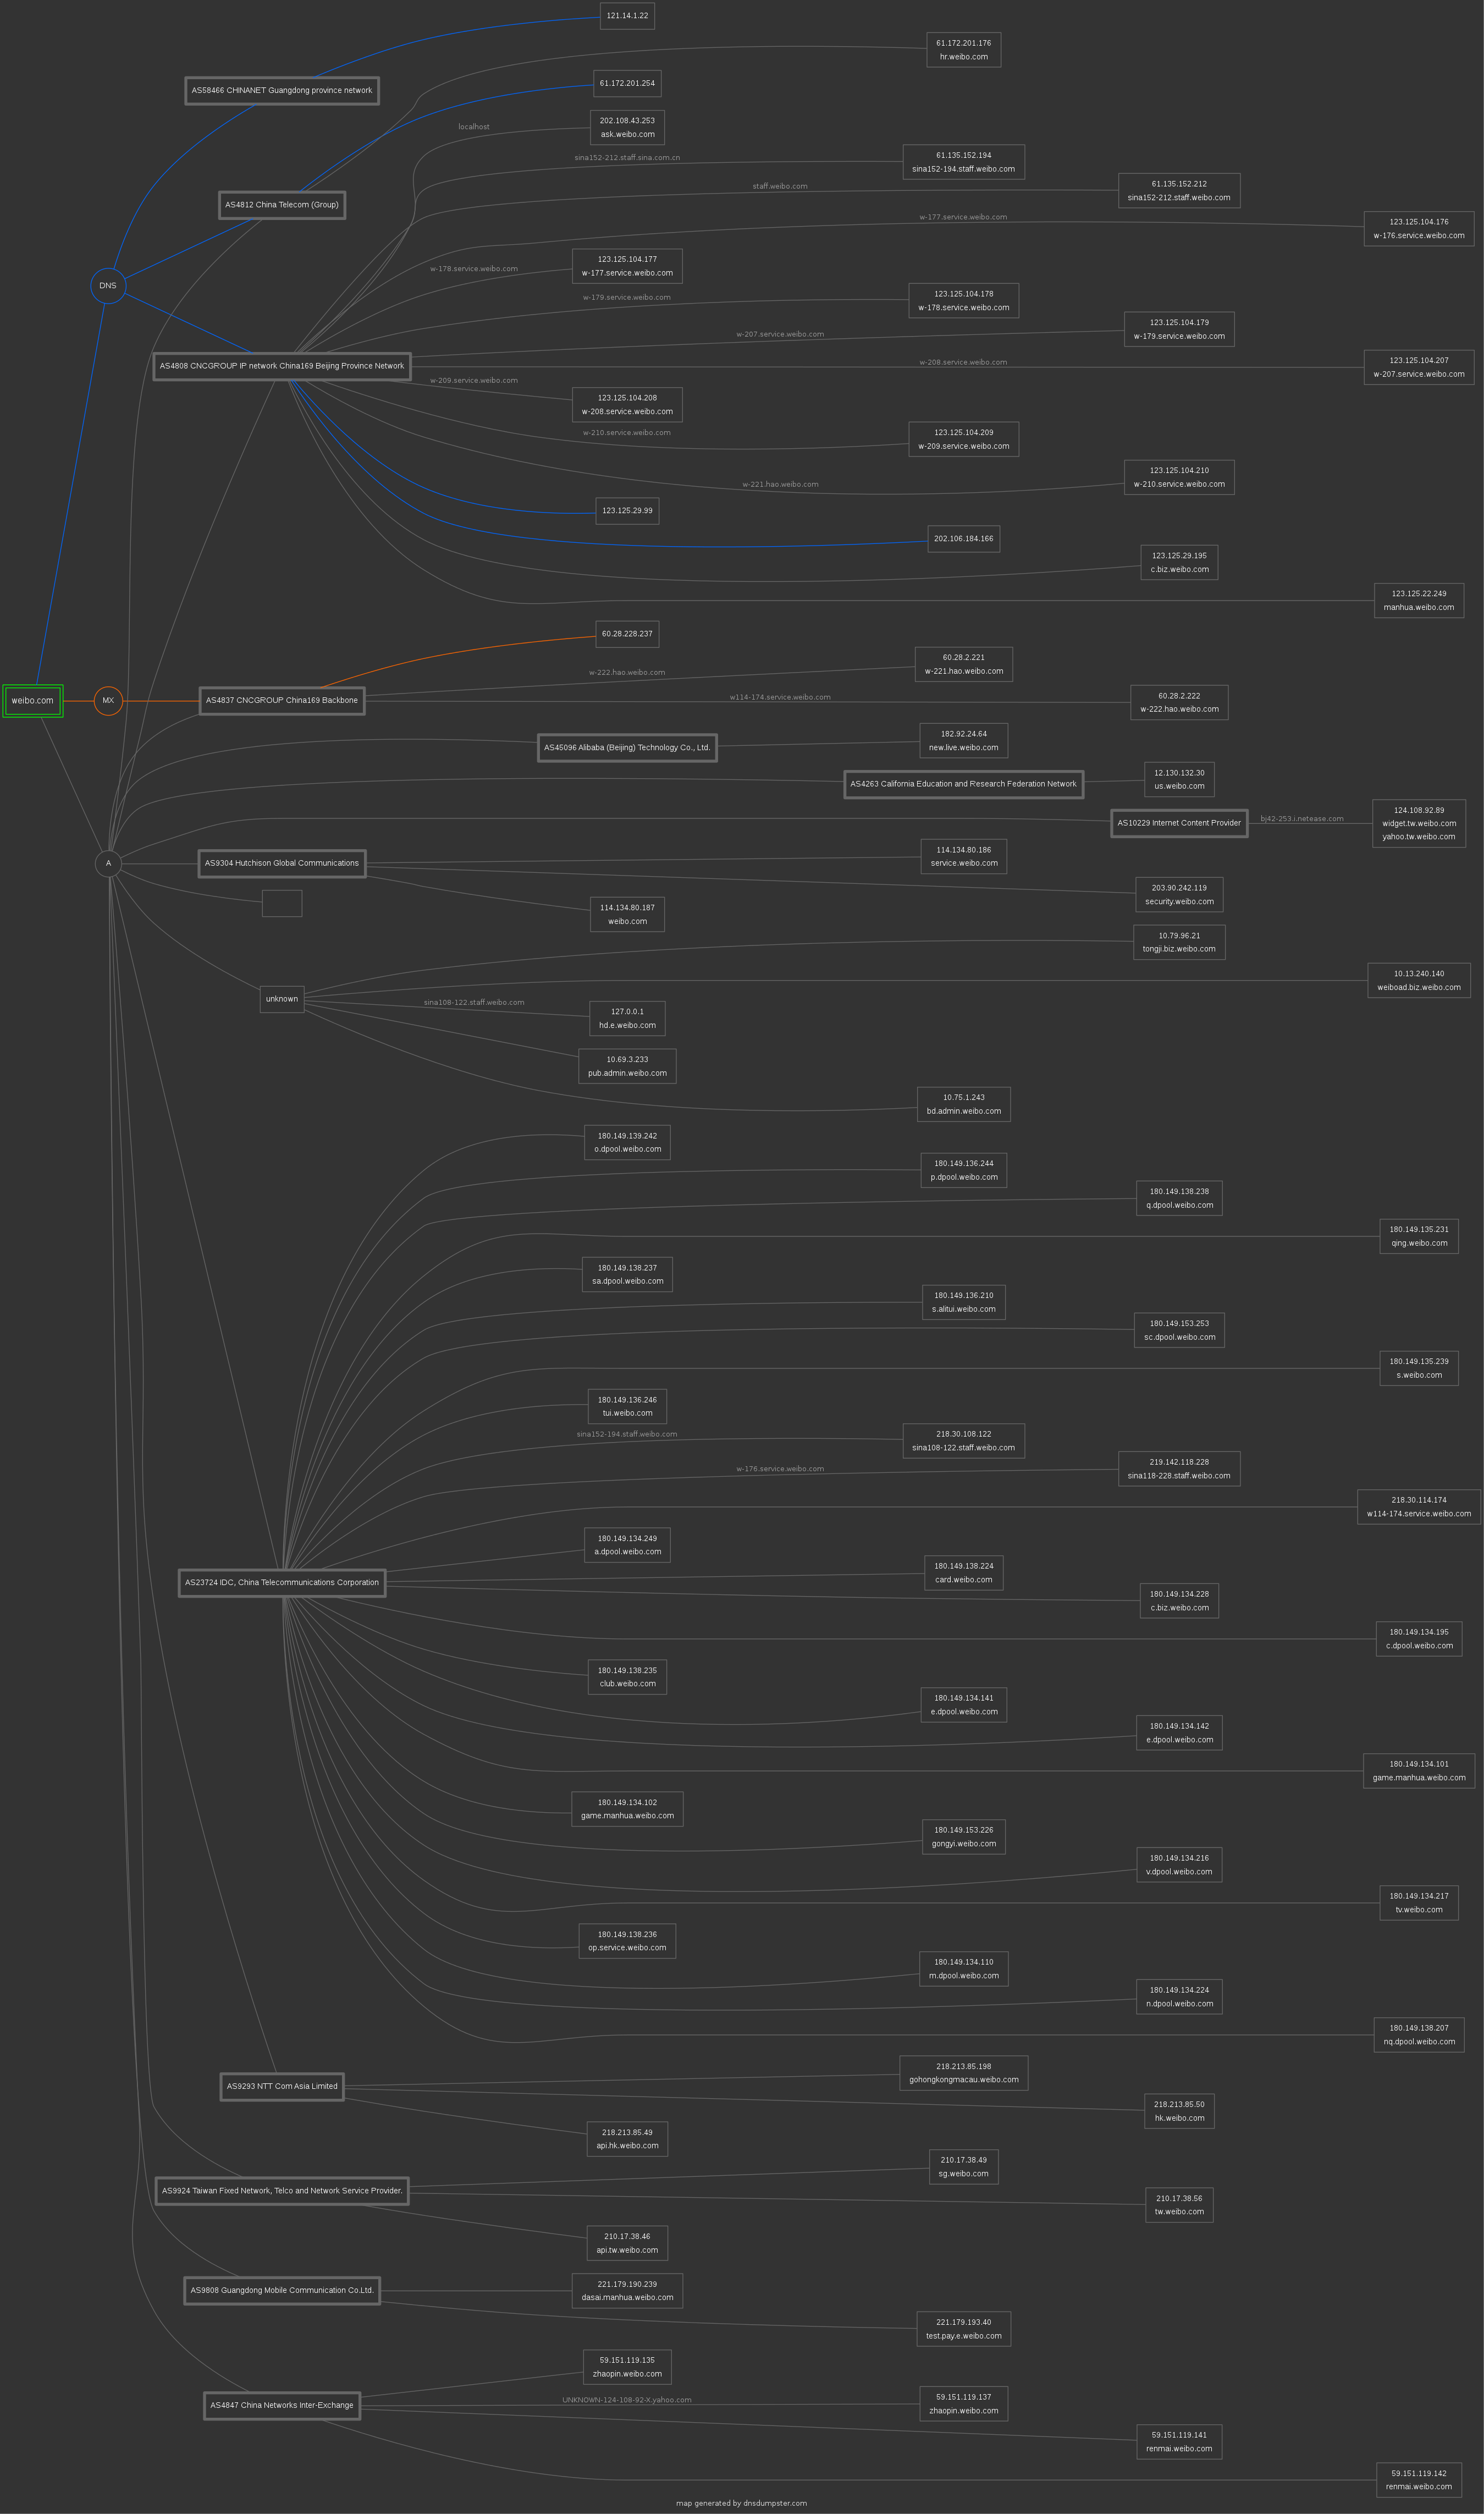 121.14.1.22
61.172.201.176
hr.weibo.com
AS58466 CHINANET Guangdong province network
61.172.201.254
202.108.43.253
ask.weibo.com
localhost
61.135.152.194
sina152-194.staff.weibo.com
sina152-212.staff.sina.com.cn
61.135.152.212
sina152-212.staff.weibo.com
staff.weibo.com
AS4812 China Telecom (Group)
123.125.104.176
w-176.service.weibo.com
w-177.service.weibo.com
123.125.104.177
w-177.service.weibo.com
w-178.service.weibo.com
DNS
123.125.104.178
w-178.service.weibo.com
w-179.service.weibo.com
123.125.104.179
w-179.service.weibo.com
w-207.service.weibo.com
AS4808 CNCGROUP IP network China169 Beijing Province Network
w-208.service.weibo.com
123.125.104.207
w-207.service.weibo.com
w-209.service.weibo.com
123.125.104.208
w-208.service.weibo.com
w-210.service.weibo.com
123.125.104.209
w-209.service.weibo.com
123.125.104.210
w-210.service.weibo.com
w-221.hao.weibo.com
123.125.29.99
202.106.184.166
123.125.29.195
c.biz.weibo.com
123.125.22.249
manhua.weibo.com
60.28.228.237
60.28.2.221
w-221.hao.weibo.com
w-222.hao.weibo.com
weibo.com
MX
AS4837 CNCGROUP China169 Backbone
w114-174.service.weibo.com
60.28.2.222
w-222.hao.weibo.com
AS45096 Alibaba (Beijing) Technology Co., Ltd.
182.92.24.64
new.live.weibo.com
AS4263 California Education and Research Federation Network
12.130.132.30
us.weibo.com
AS10229 Internet Content Provider
bj42-253.i.netease.com
124.108.92.89
widget.tw.weibo.com
yahoo.tw.weibo.com
A
AS9304 Hutchison Global Communications
114.134.80.186
service.weibo.com
203.90.242.119
security.weibo.com
114.134.80.187
weibo.com
10.79.96.21
tongji.biz.weibo.com
10.13.240.140
weiboad.biz.weibo.com
unknown
sina108-122.staff.weibo.com
127.0.0.1
hd.e.weibo.com
10.69.3.233
pub.admin.weibo.com
10.75.1.243
bd.admin.weibo.com
180.149.139.242
o.dpool.weibo.com
180.149.136.244
p.dpool.weibo.com
180.149.138.238
q.dpool.weibo.com
180.149.135.231
qing.weibo.com
180.149.138.237
sa.dpool.weibo.com
180.149.136.210
s.alitui.weibo.com
180.149.153.253
sc.dpool.weibo.com
180.149.135.239
s.weibo.com
180.149.136.246
tui.weibo.com
sina152-194.staff.weibo.com
218.30.108.122
sina108-122.staff.weibo.com
w-176.service.weibo.com
219.142.118.228
sina118-228.staff.weibo.com
218.30.114.174
w114-174.service.weibo.com
180.149.134.249
a.dpool.weibo.com
180.149.138.224
card.weibo.com
AS23724 IDC, China Telecommunications Corporation
180.149.134.228
c.biz.weibo.com
180.149.134.195
c.dpool.weibo.com
180.149.138.235
club.weibo.com
180.149.134.141
e.dpool.weibo.com
180.149.134.142
e.dpool.weibo.com
180.149.134.101
game.manhua.weibo.com
180.149.134.102
game.manhua.weibo.com
180.149.153.226
gongyi.weibo.com
180.149.134.216
v.dpool.weibo.com
180.149.134.217
tv.weibo.com
180.149.138.236
op.service.weibo.com
180.149.134.110
m.dpool.weibo.com
180.149.134.224
n.dpool.weibo.com
180.149.138.207
nq.dpool.weibo.com
218.213.85.198
gohongkongmacau.weibo.com
AS9293 NTT Com Asia Limited
218.213.85.50
hk.weibo.com
218.213.85.49
api.hk.weibo.com
210.17.38.49
sg.weibo.com
AS9924 Taiwan Fixed Network, Telco and Network Service Provider.
210.17.38.56
tw.weibo.com
210.17.38.46
api.tw.weibo.com
AS9808 Guangdong Mobile Communication Co.Ltd.
221.179.190.239
dasai.manhua.weibo.com
221.179.193.40
test.pay.e.weibo.com
59.151.119.135
zhaopin.weibo.com
AS4847 China Networks Inter-Exchange
UNKNOWN-124-108-92-X.yahoo.com
59.151.119.137
zhaopin.weibo.com
59.151.119.141
renmai.weibo.com
59.151.119.142
renmai.weibo.com
map generated by dnsdumpster.com